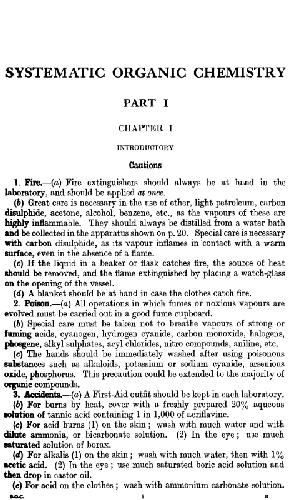 SYSTEMATIC ORGANIC CHEMISTRY
PART I
CHAPTER I
INTRODUCTORY
Cautions
1. Fire.—(a) Fire extinguishers should always be at hand in the
laboratory, and should be applied at once.
(b) Great care is necessary in the use of ether, light petroleum, carbon
disulphide, acetone, alcohol, benzene, etc., as the vapours of these are
highly inflammable. They should always be distilled from a water bath
and be collected in the apparatus shown on p. 20. Special care is necessary
with carbon disulphide, as its vapour inflames in contact with a warm
surface, even in the absence of a flame.
(c) If the liquid in a beaker or flask catches fire, the source of heat
should be removed, and the flame extinguished by placing a watch-glass
on the opening of the vessel.
(d) A blanket should be at hand in case the clothes catch fire.
2. Poison.—(a) All operations in which fumes or noxious vapours are
evolved must be carried out in a good fume cupboard.
(b) Special care must be taken not to breathe vapours of strong or
fuming acids, cyanogen, hydrogen cyanide, carbon monoxide, halogens,
phosgene, alkyl sulphates, acyl chlorides, nitro compounds, aniline, etc.
(c) The hands should be immediately washed after using poisonous
substances such as alkaloids, potassium or sodium cyanide, arsenious
oxide, phosphorus. This precaution could be extended to the majority of
organic compounds.
3. Accidents.—(a) A First-Aid outfit should be kept in each laboratory.
(b) For burns by heat, cover with a freshly prepared 20% aqueous
solution of tannic acid containing 1 in 1,000 of acriflavine.
(c) For acid burns (1) on the skin; wash with much water and with
dilute ammonia, or bicarbonate solution. (2) In the eye; use much
saturated solution of borax.
(d) For alkalis (1) on the skin; wash with much water, then with 1%
acetic acid. (2) In the eye; use much saturated boric acid solution and
then drop in castor oil.
(e) For acid on the clothes; wash with ammonium carbonate solution.
1